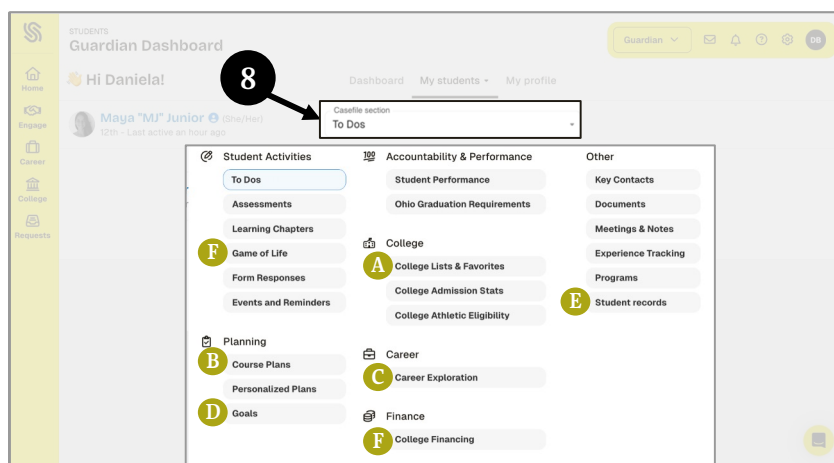 STUDENTS
Guardian Dashboard
Guardian
DB
Hi Daniela!
Dashboard My students My profile
8
Home
Engage
Career
College
Requests
Maya "MJ" Junior (She/Her)
12th - Last active an hour ago
Casefile section
To Dos
Student Activities
To Dos
Assessments
Learning Chapters
F Game of Life
Form Responses
Events and Reminders
Planning
B Course Plans
Personalized Plans
D Goals
100 Accountability & Performance
Student Performance
Ohio Graduation Requirements
College
A College Lists & Favorites
College Admission Stats
College Athletic Eligibility
Career
C Career Exploration
Finance
F College Financing
Other
Key Contacts
Documents
Meetings & Notes
Experience Tracking
Programs
E Student records